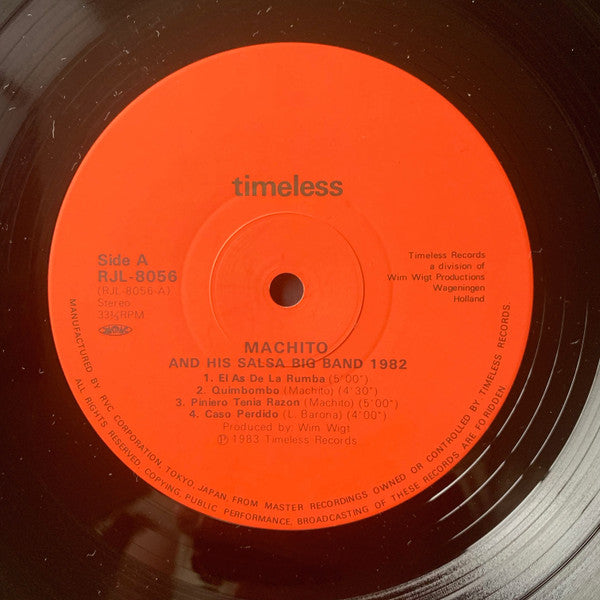 timeless
Side A
RJL-8056
(RJL-8056-A)
Stereo
33⅓RPM
Timeless Records
a division of
Wim Wigt Productions
Wageningen
Holland
MACHITO
AND HIS SALSA BIG BAND 1982
1. El As De La Rumba (5'00")
2. Quimbombo (Machito) (4'30")
3. Piniero Tenia Razon (Machito) (5'00")
4. Caso Perdido (L. Barona) (4'00")
Produced by: Wim Wigt
Ⓟ 1983 Timeless Records
MANUFACTURED BY RVC CORPORATION, TOKYO, JAPAN, FROM MASTER RECORDINGS OWNED OR CONTROLLED BY TIMELESS RECORDS.
ALL RIGHTS RESERVED. COPYING PUBLIC PERFORMANCE, BROADCASTING OF THESE RECORDS ARE FORIDDEN